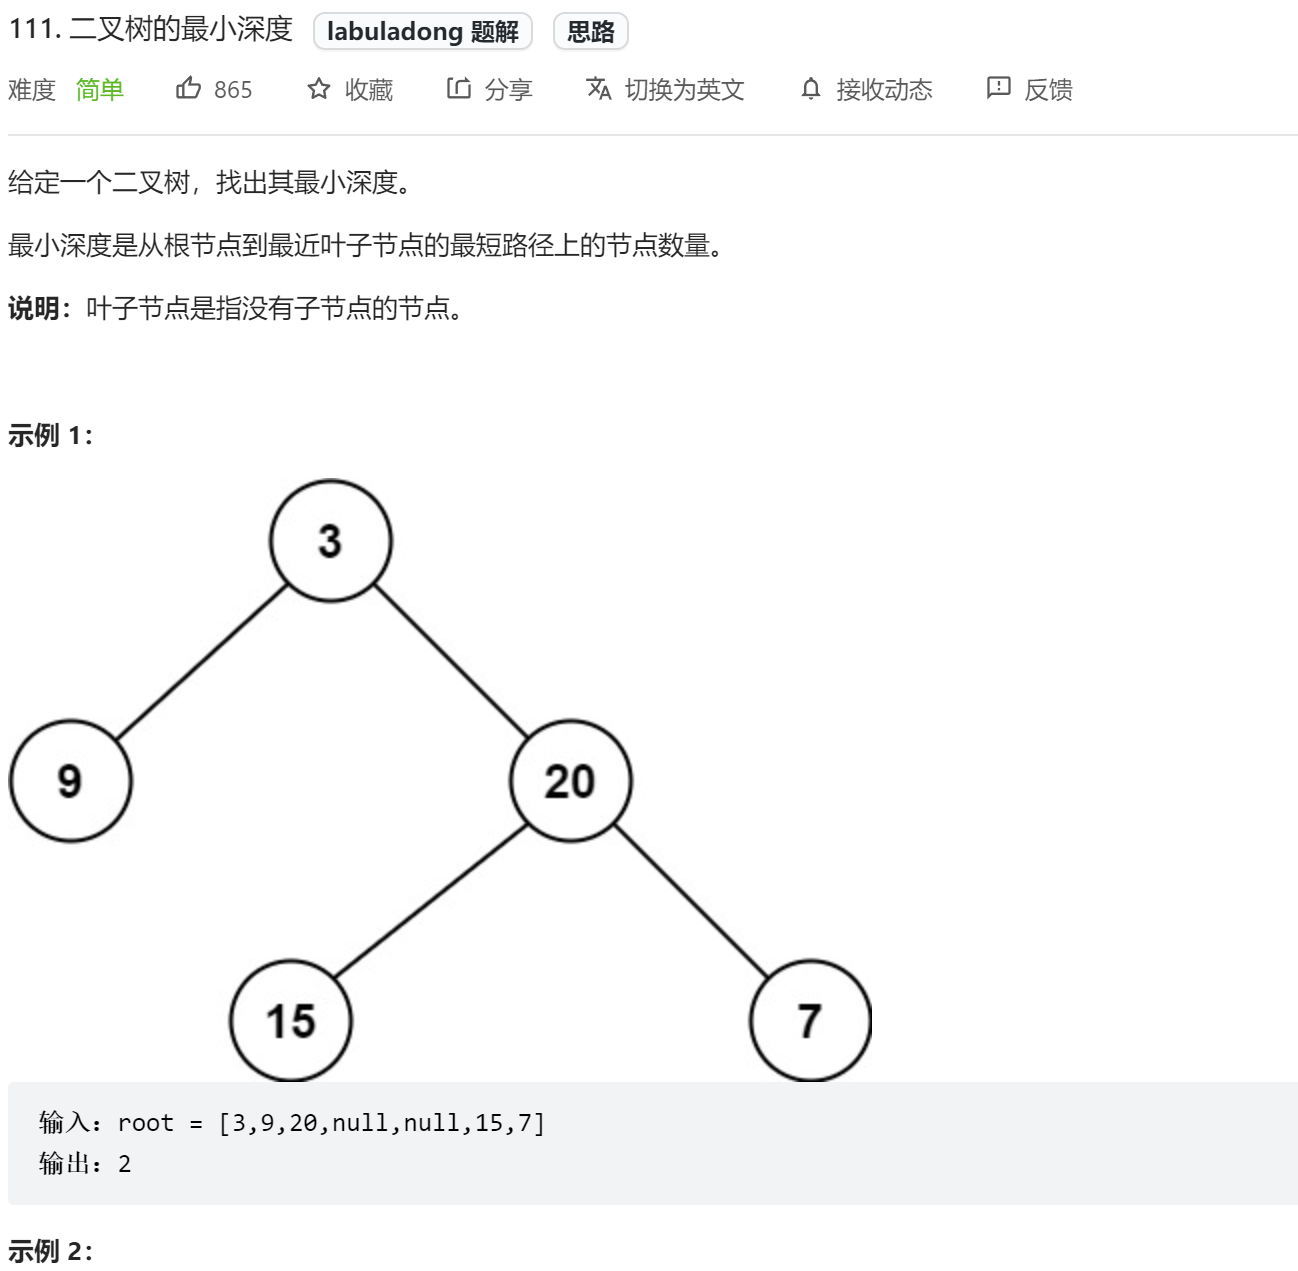 111. 二叉树的最小深度 labuladong 题解 思路
难度 简单 865 收藏 分享 切换为英文 接收动态 反馈
给定一个二叉树，找出其最小深度。
最小深度是从根节点到最近叶子节点的最短路径上的节点数量。
说明：叶子节点是指没有子节点的节点。
示例 1：
3
9 20
15 7
输入：root = [3,9,20,null,null,15,7]
输出：2
示例 2：